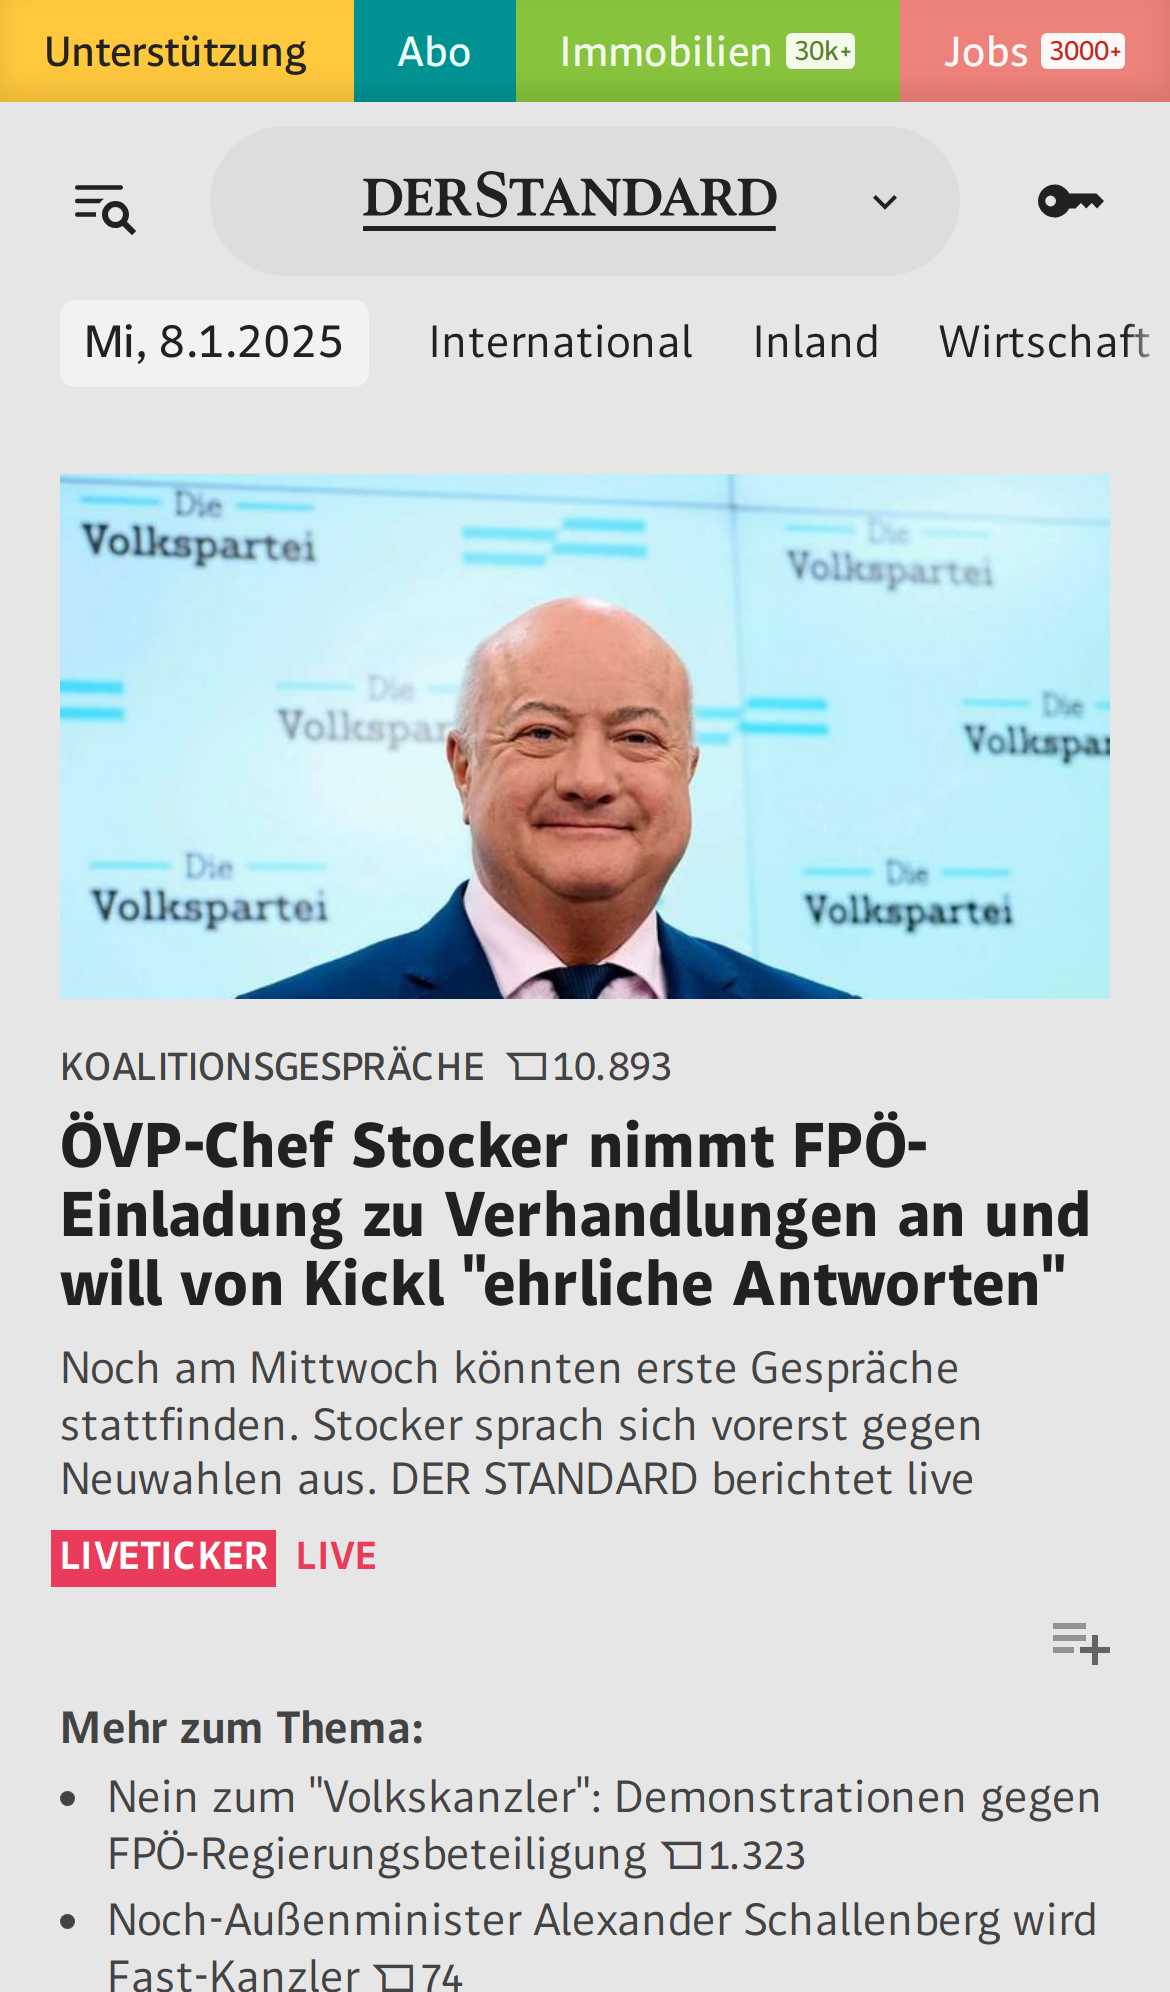 Unterstützung Abo Immobilien 30k+ Jobs 3000+
DERSTANDARD
Mi, 8.1.2025 International Inland Wirtschaft
Die
Volkspartei
Die
Volkspartei
Die
Volkspar
Die
Volkspar
Die
Volkspartei
Die
Volkspartei
KOALITIONSGESPRÄCHE 10.893
ÖVP-Chef Stocker nimmt FPÖ-
Einladung zu Verhandlungen an und
will von Kickl "ehrliche Antworten"
Noch am Mittwoch könnten erste Gespräche
stattfinden. Stocker sprach sich vorerst gegen
Neuwahlen aus. DER STANDARD berichtet live
LIVETICKER LIVE
Mehr zum Thema:
• Nein zum "Volkskanzler": Demonstrationen gegen
FPÖ-Regierungsbeteiligung 1.323
• Noch-Außenminister Alexander Schallenberg wird
Fast-Kanzler 74